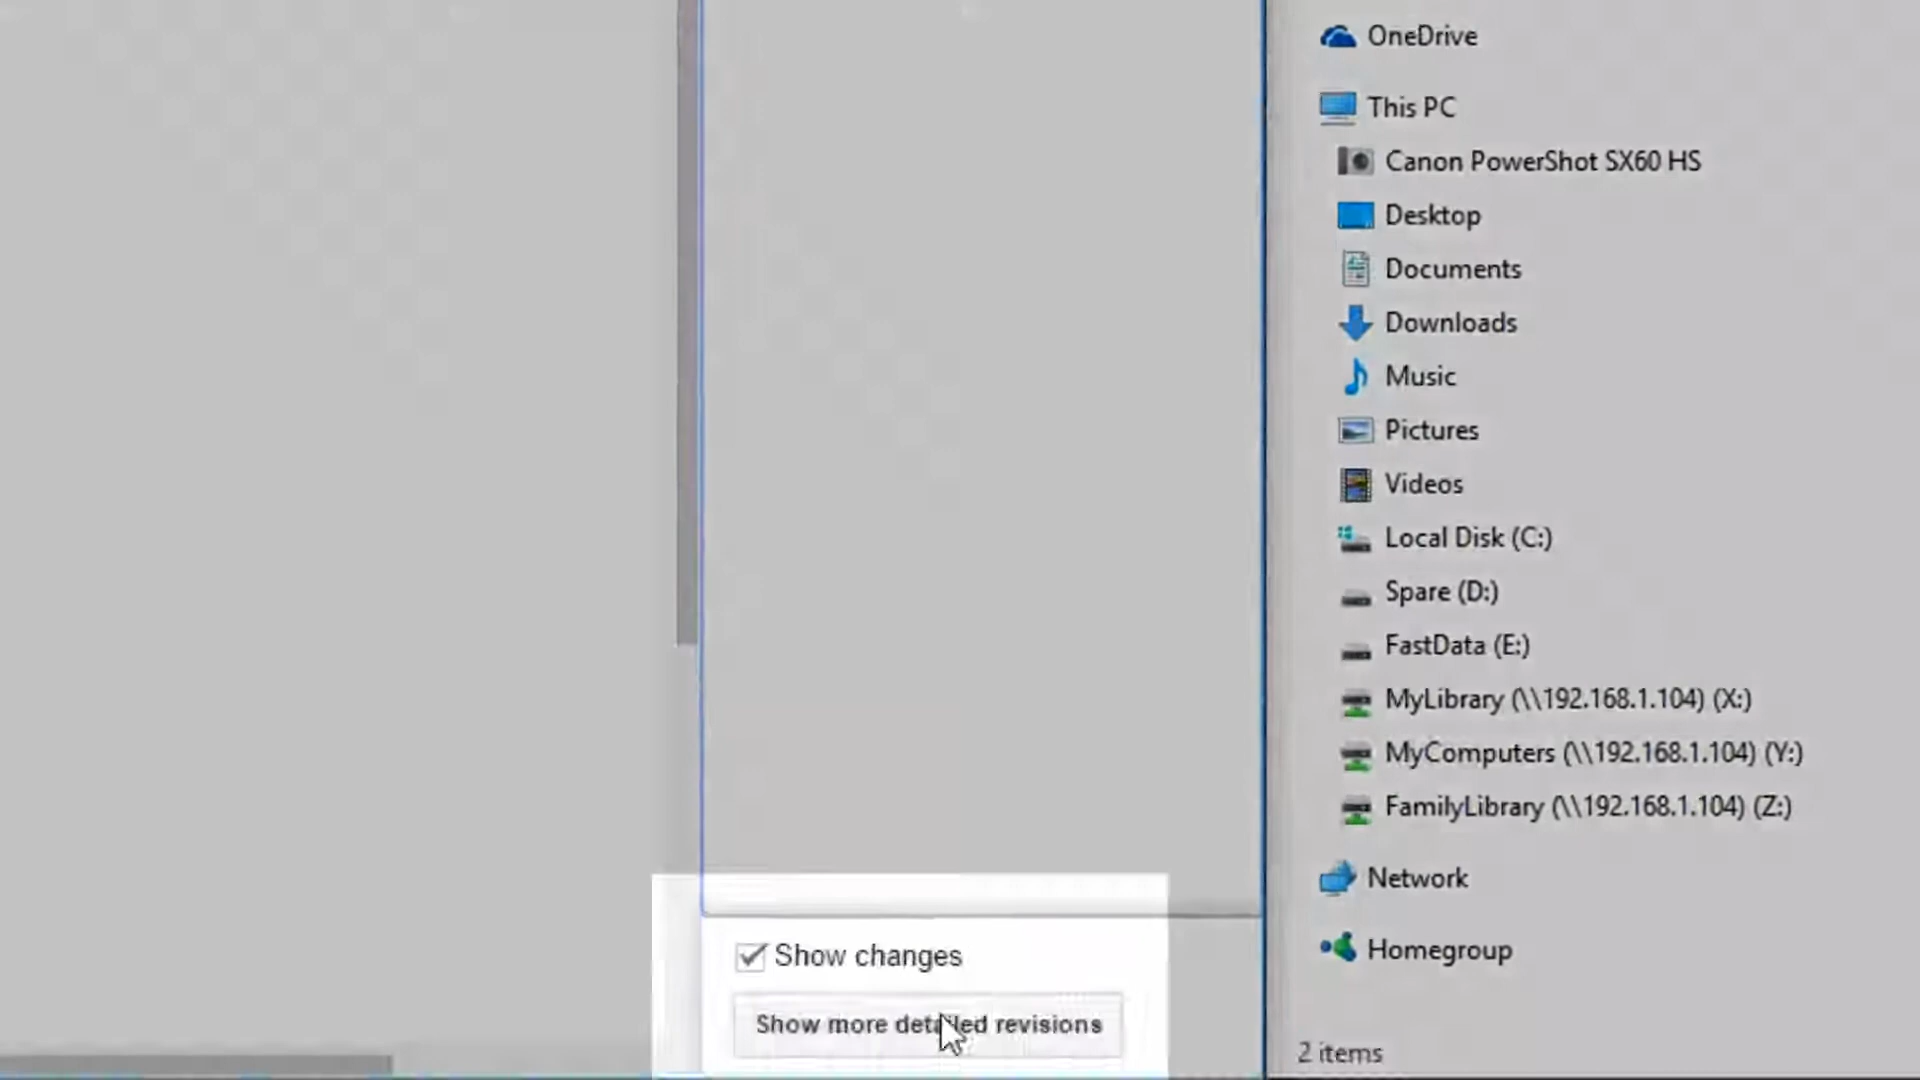 OneDrive
This PC
Canon PowerShot SX60 HS
Desktop
Documents
Downloads
Music
Pictures
Videos
Local Disk (C:)
Spare (D:)
FastData (E:)
MyLibrary (\\192.168.1.104) (X:)
MyComputers (\\192.168.1.104) (Y:)
FamilyLibrary (\\192.168.1.104) (Z:)
Network
Homegroup
2 items
Show changes
Show more detailed revisions